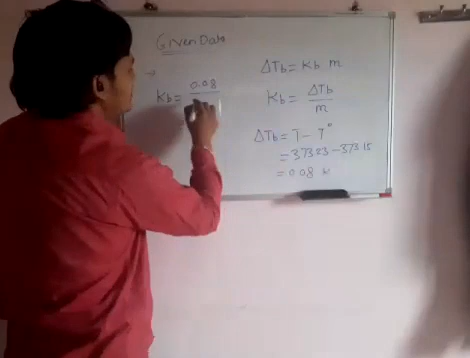 Given Data
Kb = 0.08
ΔTb = Kb m
Kb = ΔTb / m
ΔTb = T - T°
= 373.23 - 373.15
= 0.08 K